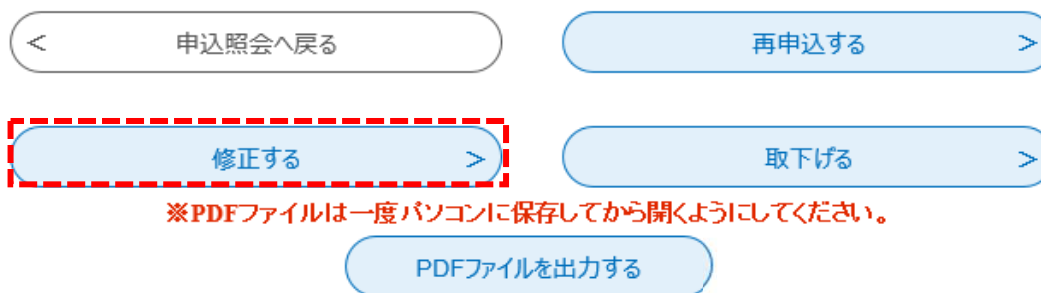 < 申込照会へ戻る
再申込する >
修正する >
取下げる >
※PDFファイルは一度パソコンに保存してから開くようにしてください。
PDFファイルを出力する